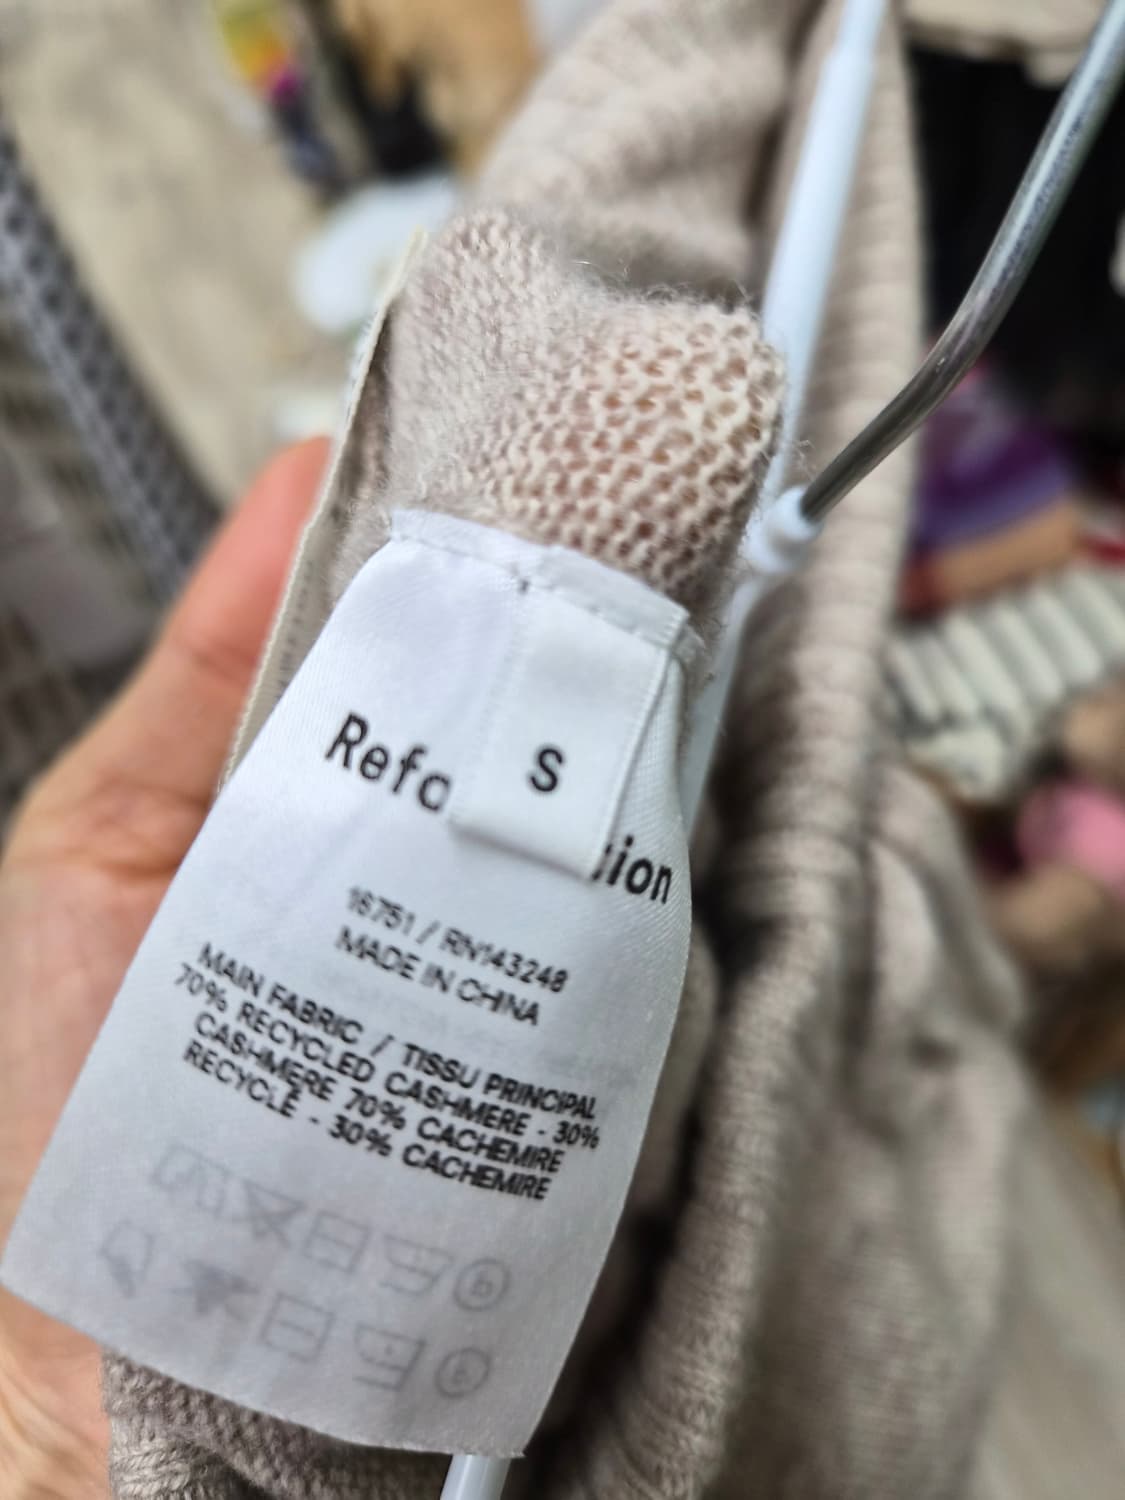 S
Refo tion
16751 / RN143248
MADE IN CHINA
MAIN FABRIC / TISSU PRINCIPAL
70% RECYCLED CASHMERE - 30%
CASHMERE 70% CACHEMIRE
RECYCLÉ - 30% CACHEMIRE